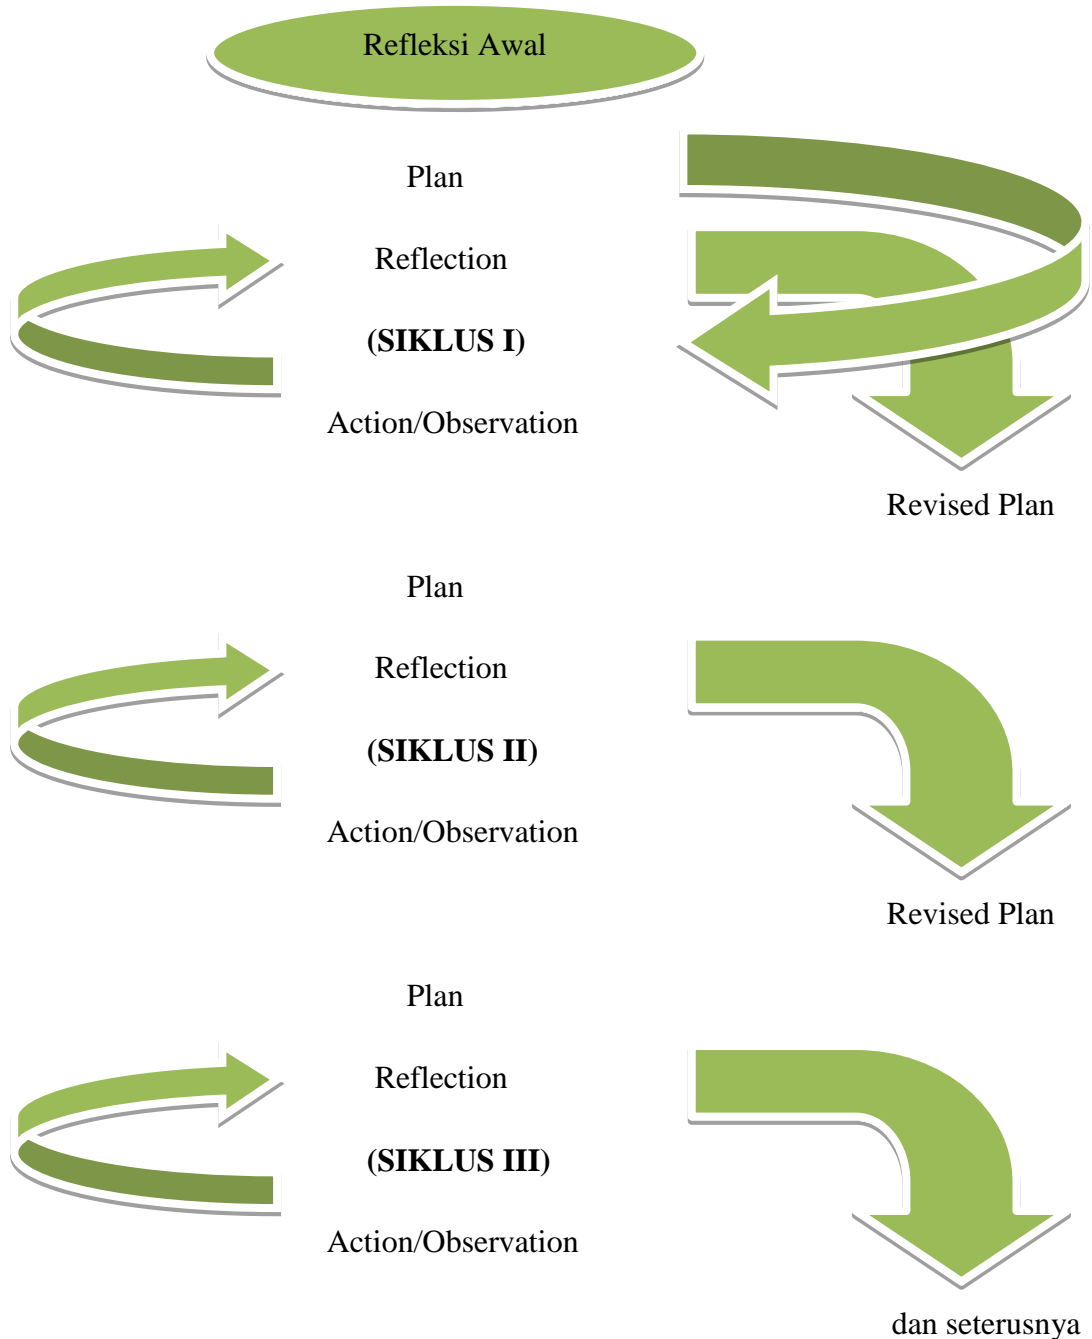 Refleksi Awal
Plan
Reflection
(SIKLUS I)
Action/Observation
Revised Plan
Plan
Reflection
(SIKLUS II)
Action/Observation
Revised Plan
Plan
Reflection
(SIKLUS III)
Action/Observation
dan seterusnya